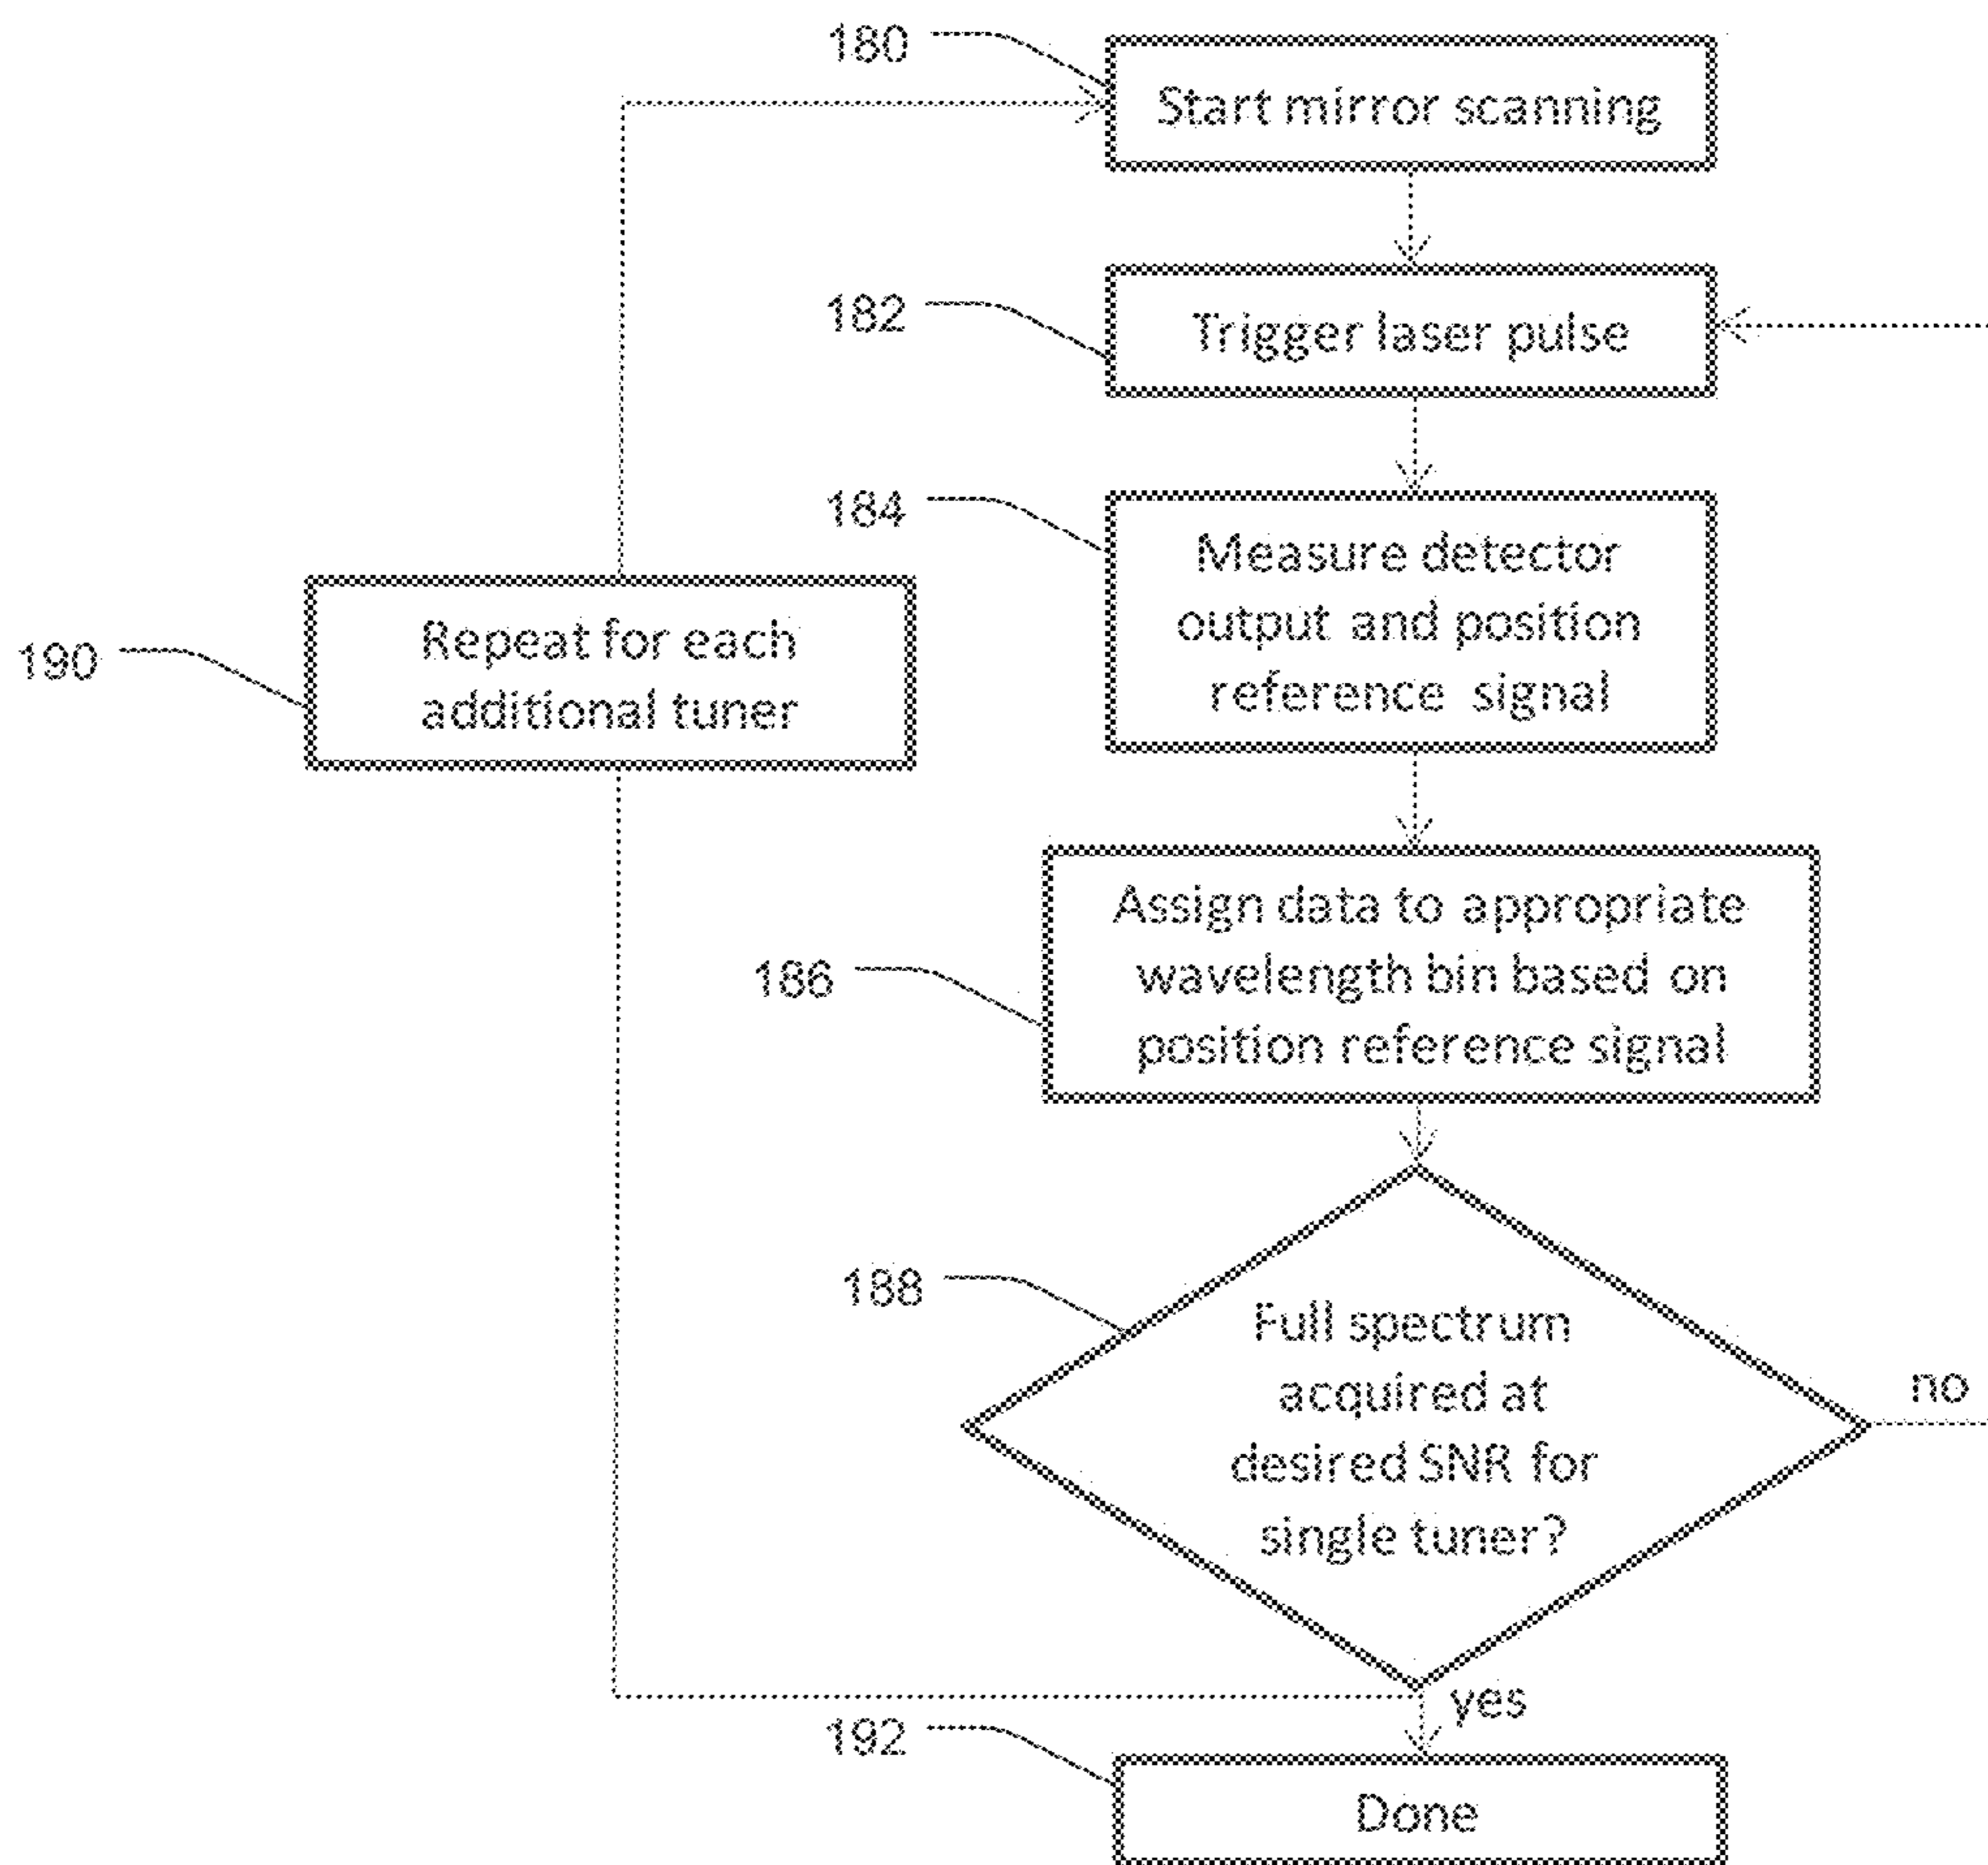 180
Start mirror scanning
182
Trigger laser pulse
184
Measure detector
output and position
reference signal
190
Repeat for each
additional tuner
186
Assign data to appropriate
wavelength bin based on
position reference signal
188
Full spectrum
acquired at
desired SNR for
single tuner?
no
yes
192
Done